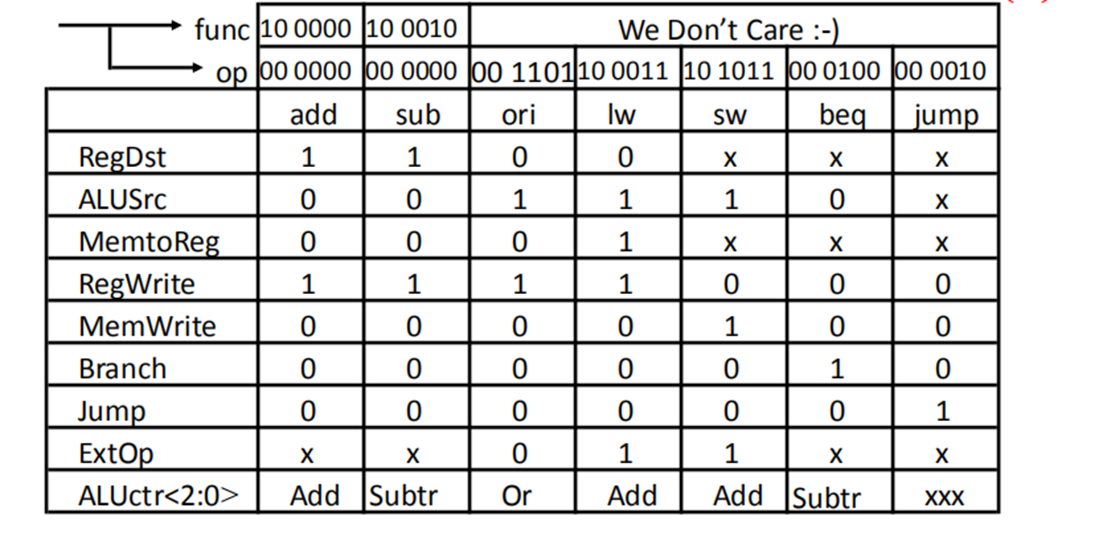 func 10 0000 10 0010 We Don't Care :-)
op 00 0000 00 0000 00 1101 10 0011 10 1011 00 0100 00 0010
add sub ori lw sw beq jump
RegDst 1 1 0 0 x x x
ALUSrc 0 0 1 1 1 0 x
MemtoReg 0 0 0 1 x x x
RegWrite 1 1 1 1 0 0 0
MemWrite 0 0 0 0 1 0 0
Branch 0 0 0 0 0 1 0
Jump 0 0 0 0 0 0 1
ExtOp x x 0 1 1 x x
ALUctr<2:0> Add Subtr Or Add Add Subtr xxx